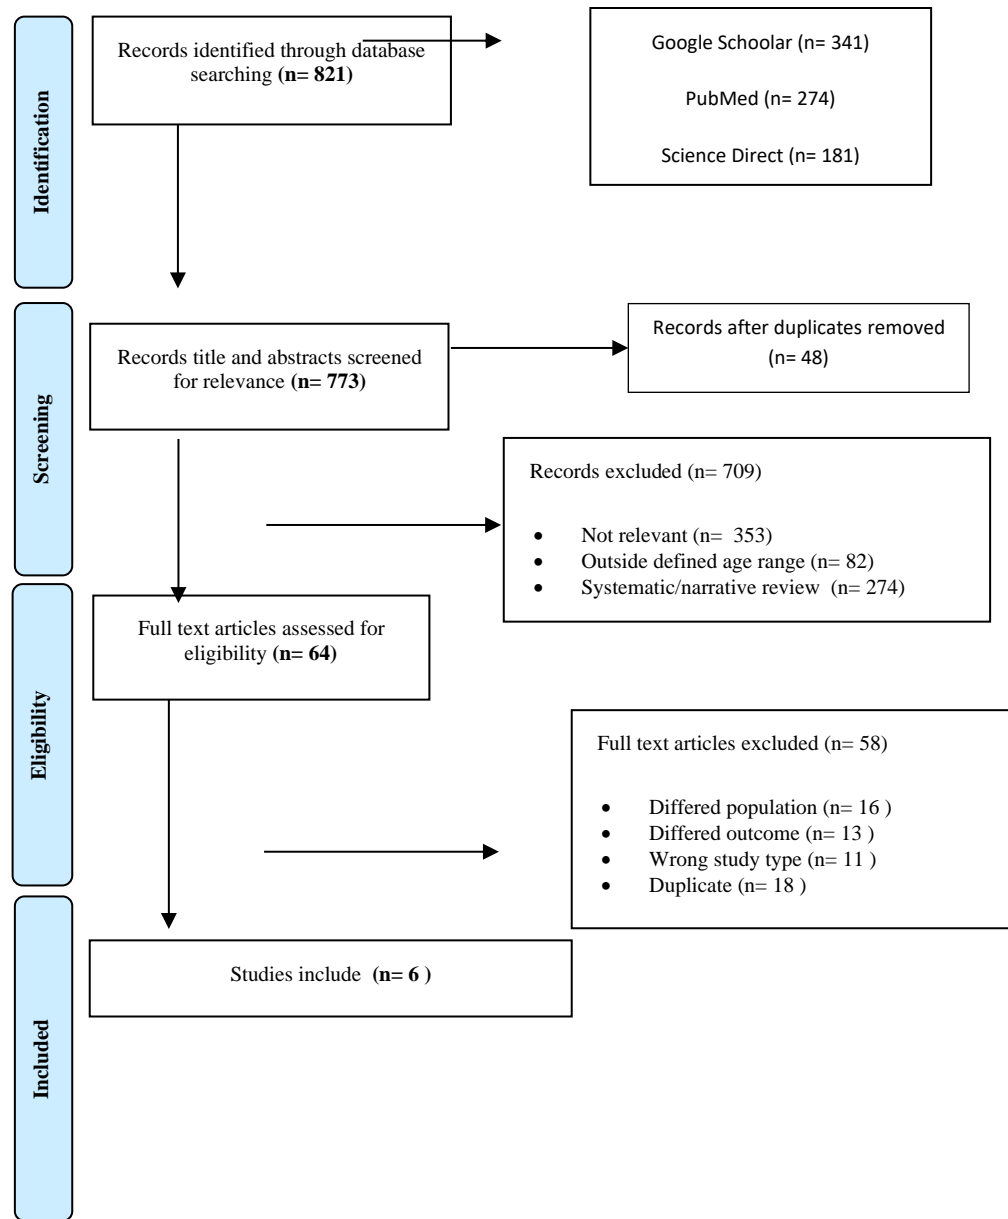 Identification
Records identified through database
searching (n= 821)
Google Schoolar (n= 341)
PubMed (n= 274)
Science Direct (n= 181)
Screening
Records title and abstracts screened
for relevance (n= 773)
Records after duplicates removed
(n= 48)
Records excluded (n= 709)
• Not relevant (n=  353)
• Outside defined age range (n= 82)
• Systematic/narrative review  (n= 274)
Eligibility
Full text articles assessed for
eligibility (n= 64)
Full text articles excluded (n= 58)
• Differed population (n= 16 )
• Differed outcome (n= 13 )
• Wrong study type (n= 11 )
• Duplicate (n= 18 )
Included
Studies include  (n= 6 )